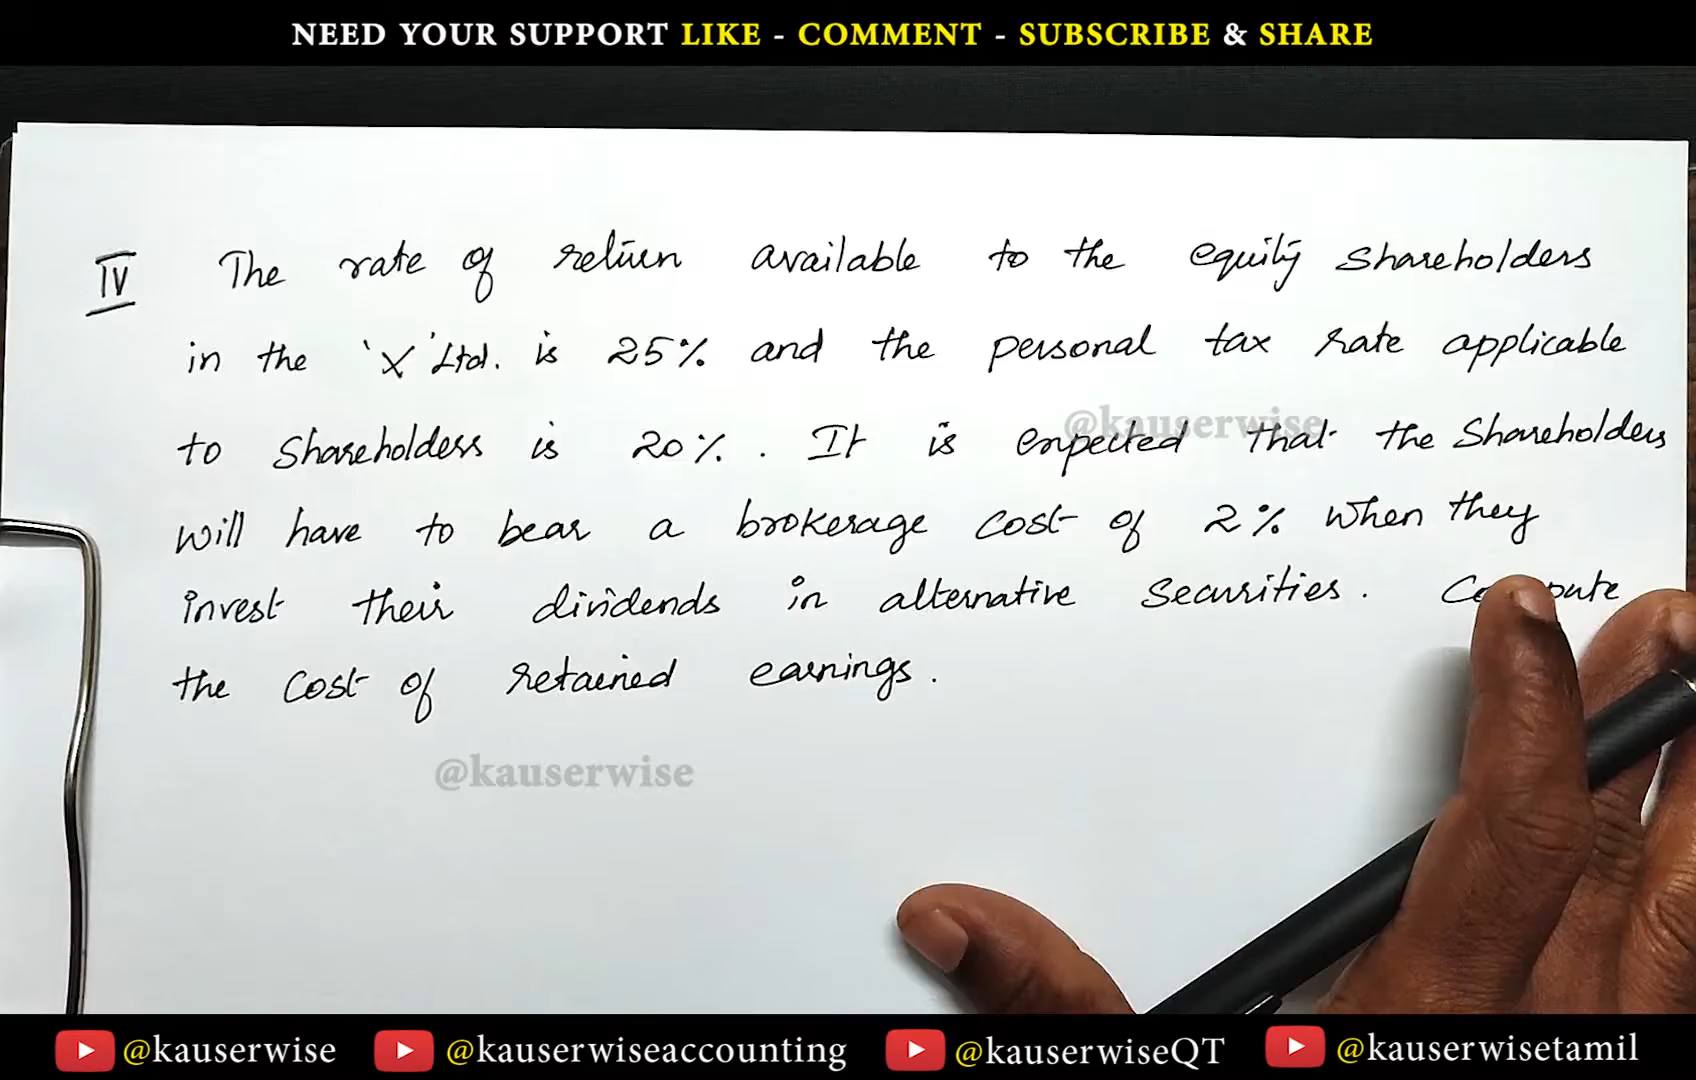 NEED YOUR SUPPORT LIKE - COMMENT - SUBSCRIBE & SHARE
IV The rate of return available to the equity shareholders
in the 'X' Ltd. is 25% and the personal tax rate applicable
to Shareholders is 20%. It is expected that the Shareholders
will have to bear a brokerage cost of 2% when they
invest their dividends in alternative Securities.
the cost of retained earnings.
@kauserwise
@kauserwise
@kauserwise @kauserwiseaccounting @kauserwiseQT @kauserwisetamil